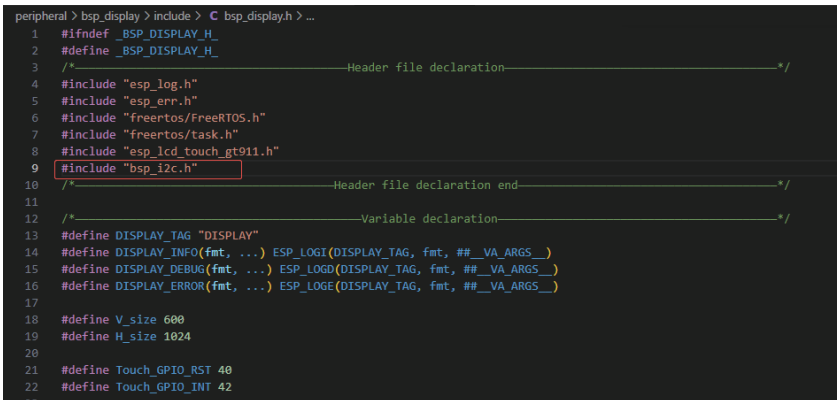 peripheral > bsp_display > include > C bsp_display.h > ...
1 #ifndef _BSP_DISPLAY_H_
2 #define _BSP_DISPLAY_H_
3 /*————————————————————————————————Header file declaration————————————————————————————————*/
4 #include "esp_log.h"
5 #include "esp_err.h"
6 #include "freertos/FreeRTOS.h"
7 #include "freertos/task.h"
8 #include "esp_lcd_touch_gt911.h"
9 #include "bsp_i2c.h"
10 /*——————————————————————————————Header file declaration end——————————————————————————————*/
11
12 /*——————————————————————————————————Variable declaration—————————————————————————————————*/
13 #define DISPLAY_TAG "DISPLAY"
14 #define DISPLAY_INFO(fmt, ...) ESP_LOGI(DISPLAY_TAG, fmt, ##__VA_ARGS__)
15 #define DISPLAY_DEBUG(fmt, ...) ESP_LOGD(DISPLAY_TAG, fmt, ##__VA_ARGS__)
16 #define DISPLAY_ERROR(fmt, ...) ESP_LOGE(DISPLAY_TAG, fmt, ##__VA_ARGS__)
17
18 #define V_size 600
19 #define H_size 1024
20
21 #define Touch_GPIO_RST 40
22 #define Touch_GPIO_INT 42